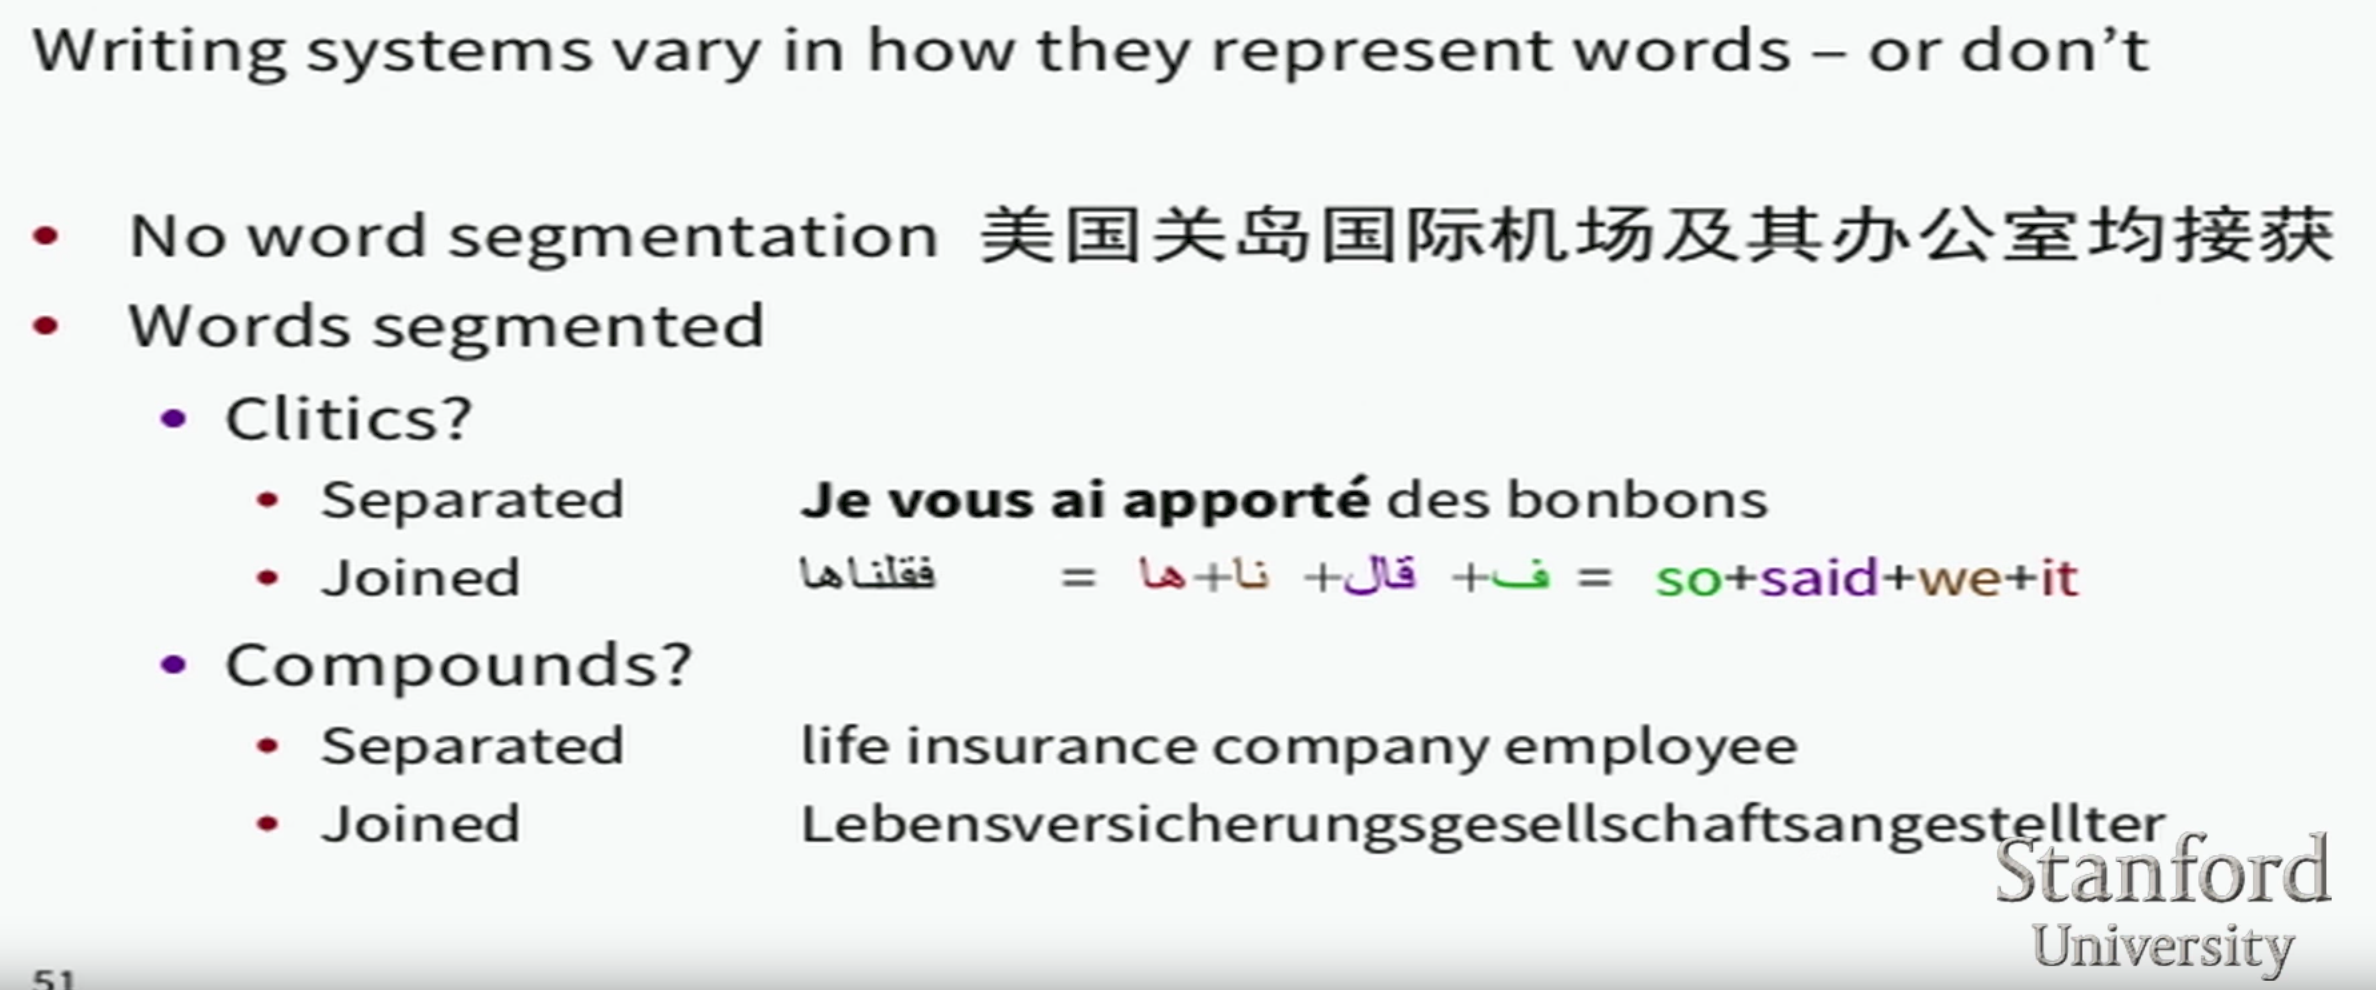 Writing systems vary in how they represent words – or don’t
• No word segmentation 美国关岛国际机场及其办公室均接获
• Words segmented
• Clitics?
• Separated Je vous ai apporté des bonbons
• Joined فقلناها = ها+نا +قال +ف = so+said+we+it
• Compounds?
• Separated life insurance company employee
• Joined Lebensversicherungsgesellschaftsangestellter
Stanford
University
51